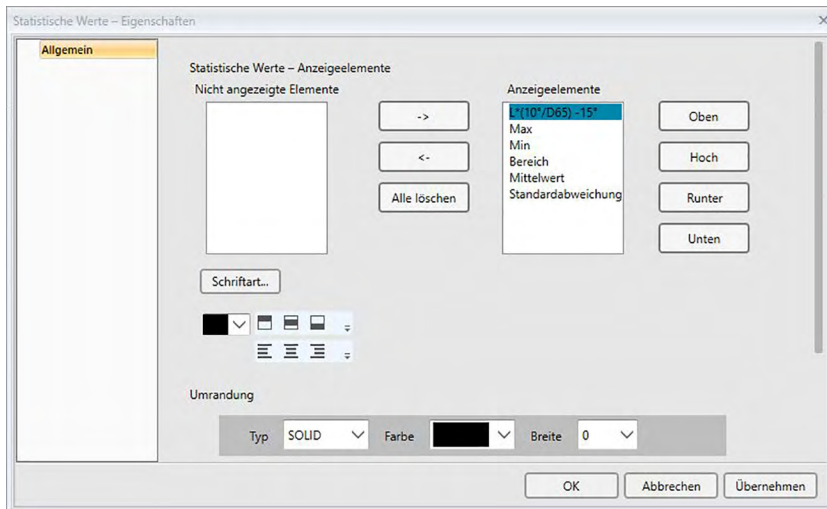 Statistische Werte – Eigenschaften
Allgemein
Statistische Werte – Anzeigeelemente
Nicht angezeigte Elemente
->
<-
Alle löschen
Anzeigeelemente
L*(10°/D65) -15°
Max
Min
Bereich
Mittelwert
Standardabweichung
Oben
Hoch
Runter
Unten
Schriftart...
Umrandung
Typ SOLID Farbe Breite 0
OK Abbrechen Übernehmen